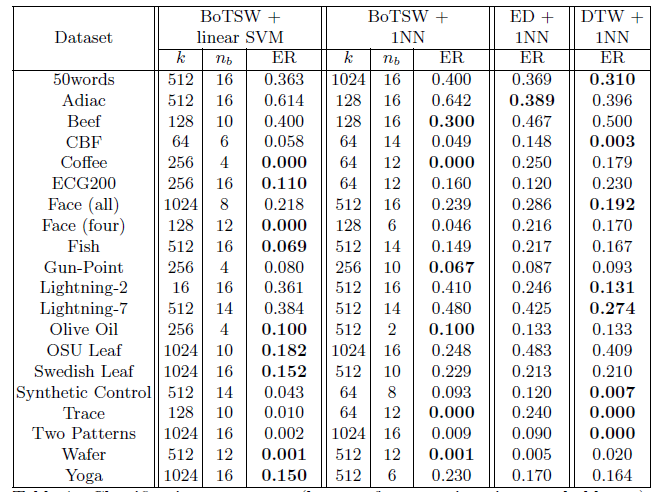 BoTSW + BoTSW + ED + DTW +
Dataset linear SVM 1NN 1NN 1NN
k n_b ER k n_b ER ER ER
50words 512 16 0.363 1024 16 0.400 0.369 0.310
Adiac 512 16 0.614 128 16 0.642 0.389 0.396
Beef 128 10 0.400 128 16 0.300 0.467 0.500
CBF 64 6 0.058 64 14 0.049 0.148 0.003
Coffee 256 4 0.000 64 12 0.000 0.250 0.179
ECG200 256 16 0.110 64 12 0.160 0.120 0.230
Face (all) 1024 8 0.218 512 16 0.239 0.286 0.192
Face (four) 128 12 0.000 128 6 0.046 0.216 0.170
Fish 512 16 0.069 512 14 0.149 0.217 0.167
Gun-Point 256 4 0.080 256 10 0.067 0.087 0.093
Lightning-2 16 16 0.361 512 16 0.410 0.246 0.131
Lightning-7 512 14 0.384 512 14 0.480 0.425 0.274
Olive Oil 256 4 0.100 512 2 0.100 0.133 0.133
OSU Leaf 1024 10 0.182 1024 16 0.248 0.483 0.409
Swedish Leaf 1024 16 0.152 512 10 0.229 0.213 0.210
Synthetic Control 512 14 0.043 64 8 0.093 0.120 0.007
Trace 128 10 0.010 64 12 0.000 0.240 0.000
Two Patterns 1024 16 0.002 1024 16 0.009 0.090 0.000
Wafer 512 12 0.001 512 12 0.001 0.005 0.020
Yoga 1024 16 0.150 512 6 0.230 0.170 0.164